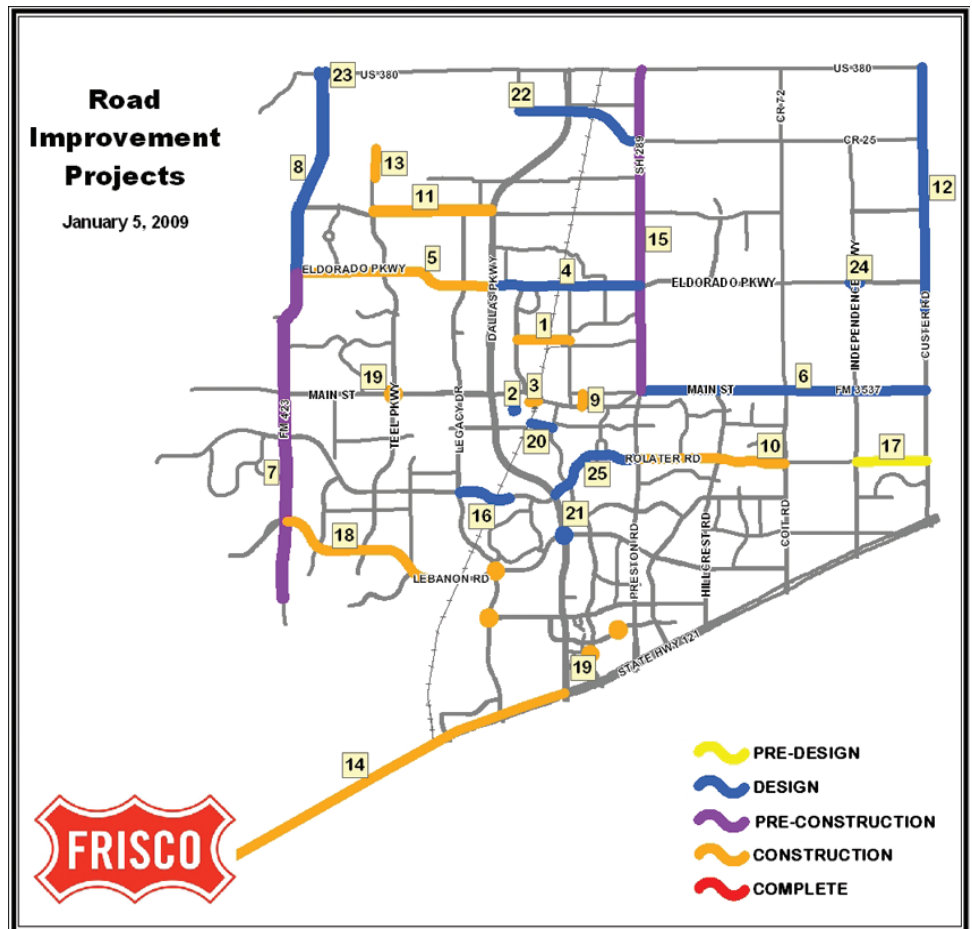 Road
Improvement
Projects
January 5, 2009
23
US 380
US 380
22
CR-72
CR-25
13
8
SH 289
12
11
15
5
4
24
ELDORADO PKWY
ELDORADO PKWY
DALLAS PKWY
INDEPENDENCE
WY
CUSTER RD
1
19
3
2
9
6
MAIN ST
MAIN ST
FM 3537
FM 423
TEEL PKWY
LEGACY DR
20
10
17
ROLATER RD
7
25
16
21
18
COIT RD
LEBANON RD
PRESTON RD
HILLCREST RD
19
STATE HWY 121
14
PRE-DESIGN
DESIGN
PRE-CONSTRUCTION
CONSTRUCTION
COMPLETE
FRISCO